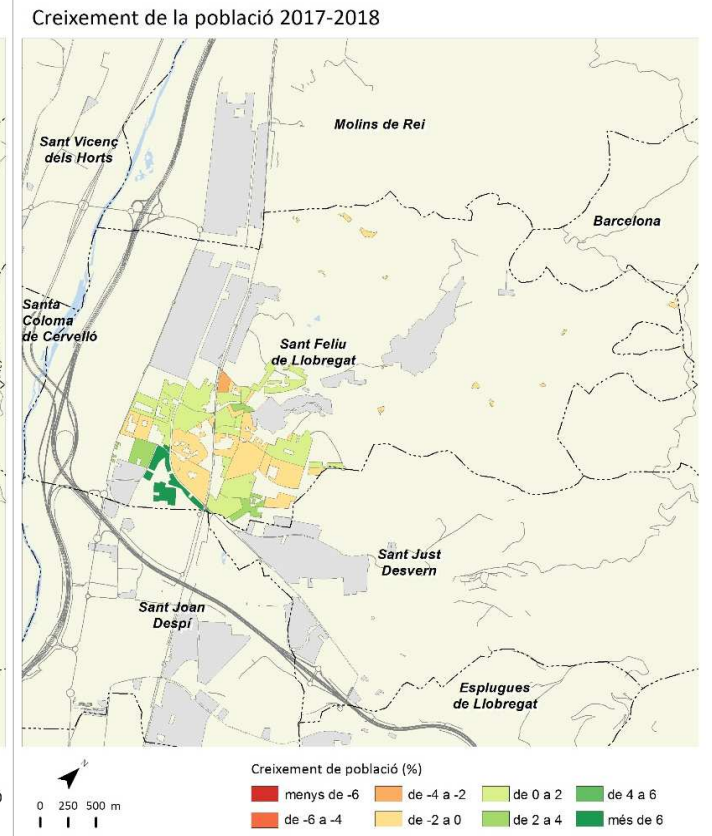 Creixement de la població 2017-2018
Molins de Rei
Sant Vicenç
dels Horts
Barcelona
Santa
Coloma
de Cervelló
Sant Feliu
de Llobregat
Sant Just
Desvern
Sant Joan
Despí
Esplugues
de Llobregat
N
0 250 500 m
Creixement de població (%)
menys de -6 de -4 a -2 de 0 a 2 de 4 a 6
de -6 a -4 de -2 a 0 de 2 a 4 més de 6